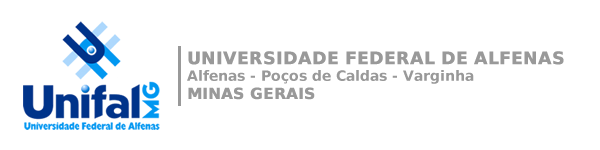 Unifal
MG
Universidade Federal de Alfenas
UNIVERSIDADE FEDERAL DE ALFENAS
Alfenas - Poços de Caldas - Varginha
MINAS GERAIS